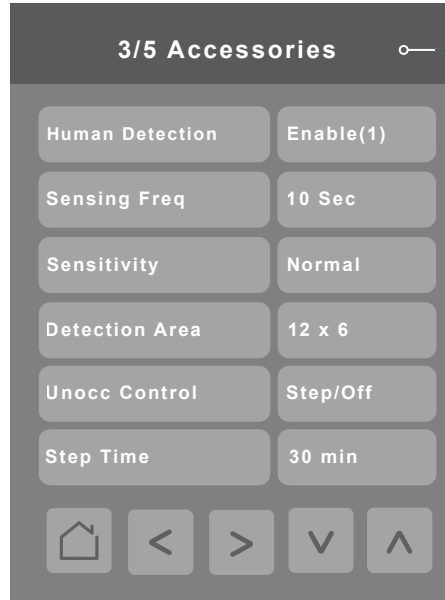 3/5 Accessories
Human Detection Enable(1)
Sensing Freq 10 Sec
Sensitivity Normal
Detection Area 12 x 6
Unocc Control Step/Off
Step Time 30 min